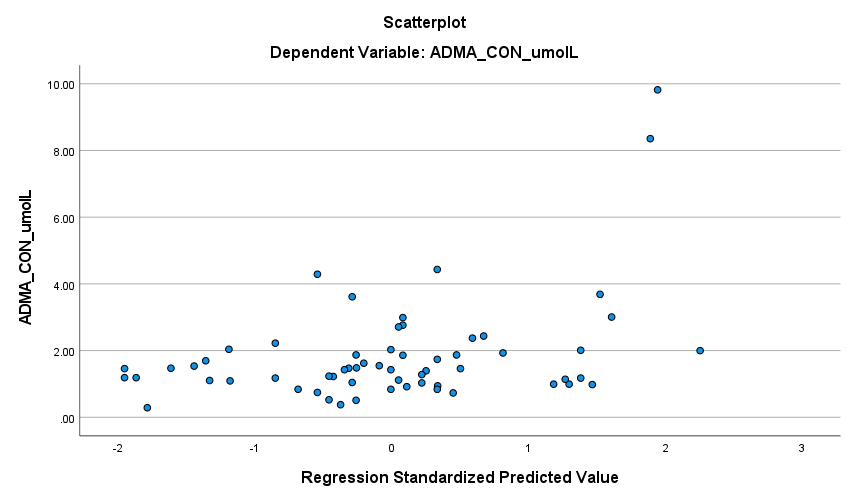 Scatterplot
Dependent Variable: ADMA_CON_umolL
10.00
8.00
6.00
4.00
2.00
.00
ADMA_CON_umolL
-2 -1 0 1 2 3
Regression Standardized Predicted Value